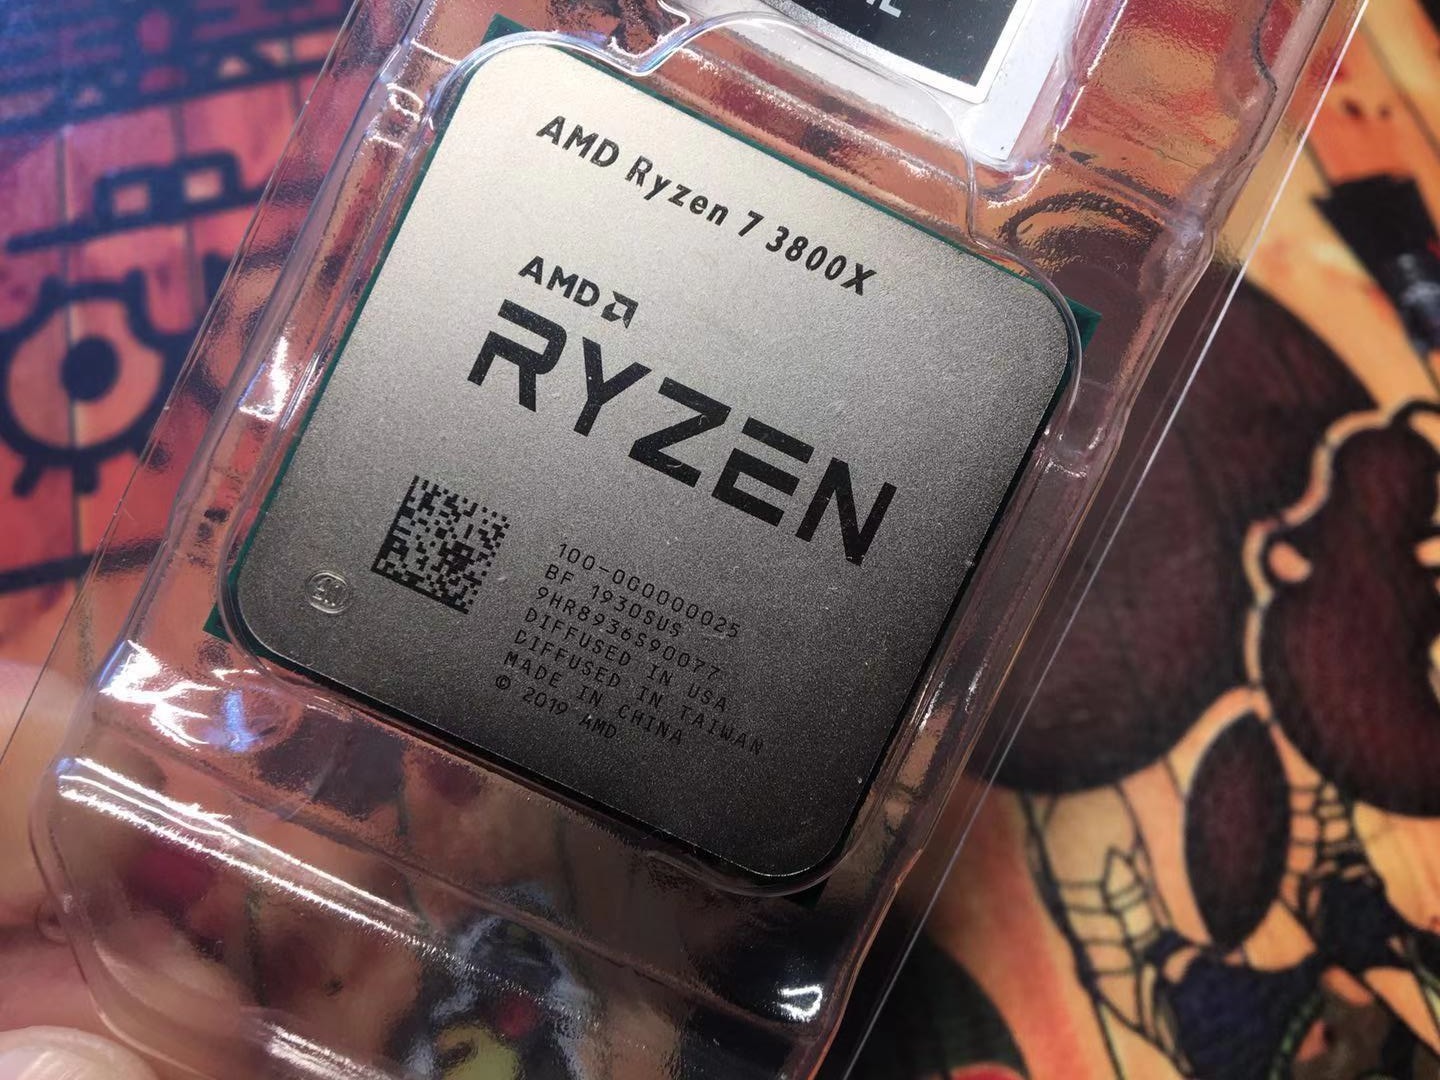 AMD Ryzen 7 3800X
AMD
RYZEN
100-000000025
BF 1930SUS
9HR8936S90077
DIFFUSED IN USA
DIFFUSED IN TAIWAN
MADE IN CHINA
© 2019 AMD